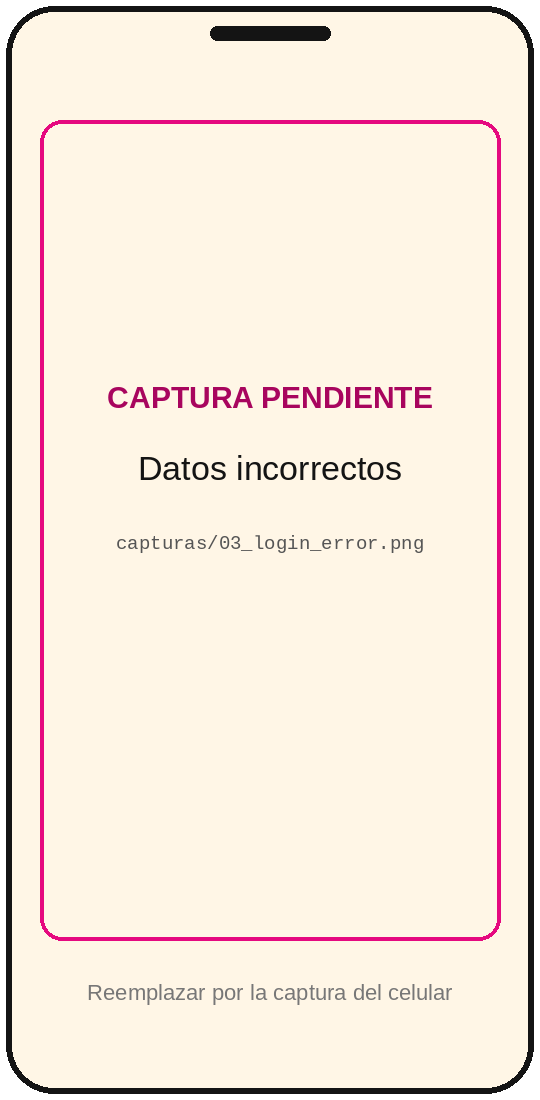 CAPTURA PENDIENTE
Datos incorrectos
capturas/03_login_error.png
Reemplazar por la captura del celular